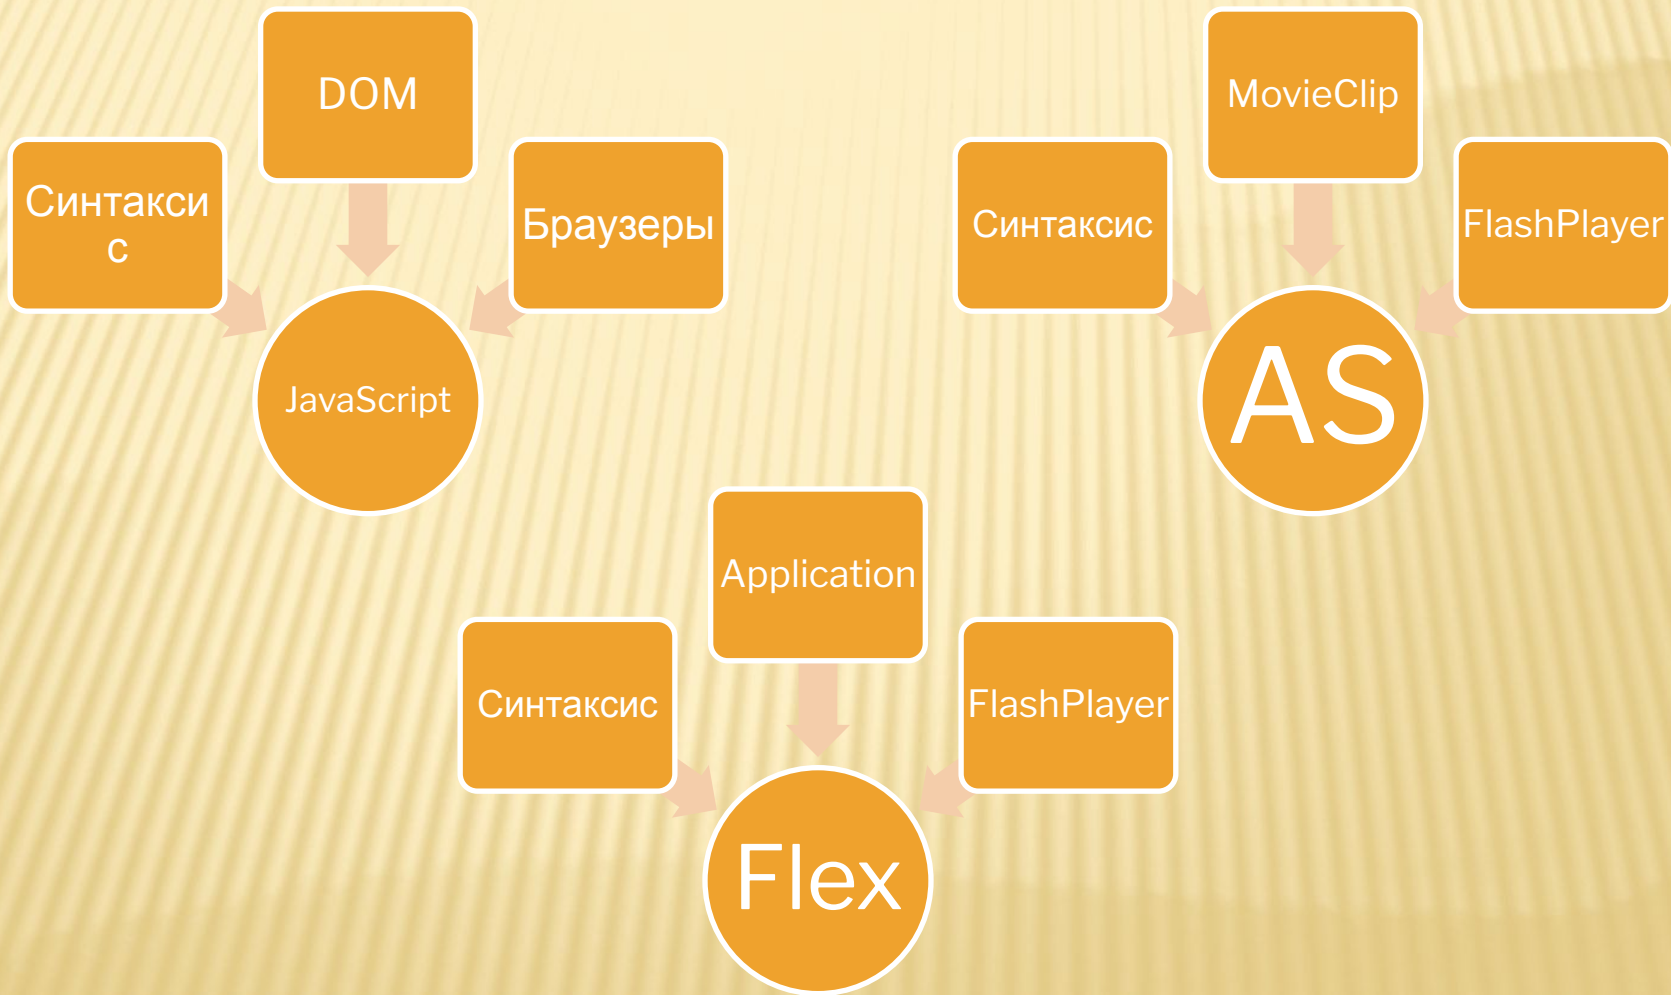 DOM
Синтакси
с
Браузеры
JavaScript
MovieClip
Синтаксис
FlashPlayer
AS
Application
Синтаксис
FlashPlayer
Flex